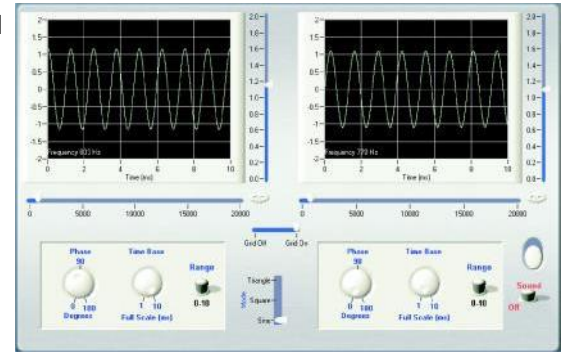 2-
1.5-
1-
0.5-
0-
-0.5-
-1-
-1.5-
-2-
Frequency 803 Hz
0 2 4 6 8 10
Time (ms)
2.0-
1.8-
1.6-
1.4-
1.2-
1.0-
0.8-
0.6-
0.4-
0.2-
0.0-
0 5000 10000 15000 20000
2-
1.5-
1-
0.5-
0-
-0.5-
-1-
-1.5-
-2-
Frequency 779 Hz
0 2 4 6 8 10
Time (ms)
2.0-
1.8-
1.6-
1.4-
1.2-
1.0-
0.8-
0.6-
0.4-
0.2-
0.0-
0 5000 10000 15000 20000
Grid Off Grid On
Phase
90
0 180
Degrees
Time Base
1 10
Full Scale (ms)
Range
0-10
Mode
Triangle
Square
Sine
Phase
90
0 180
Degrees
Time Base
1 10
Full Scale (ms)
Range
0-10
Sound
Off